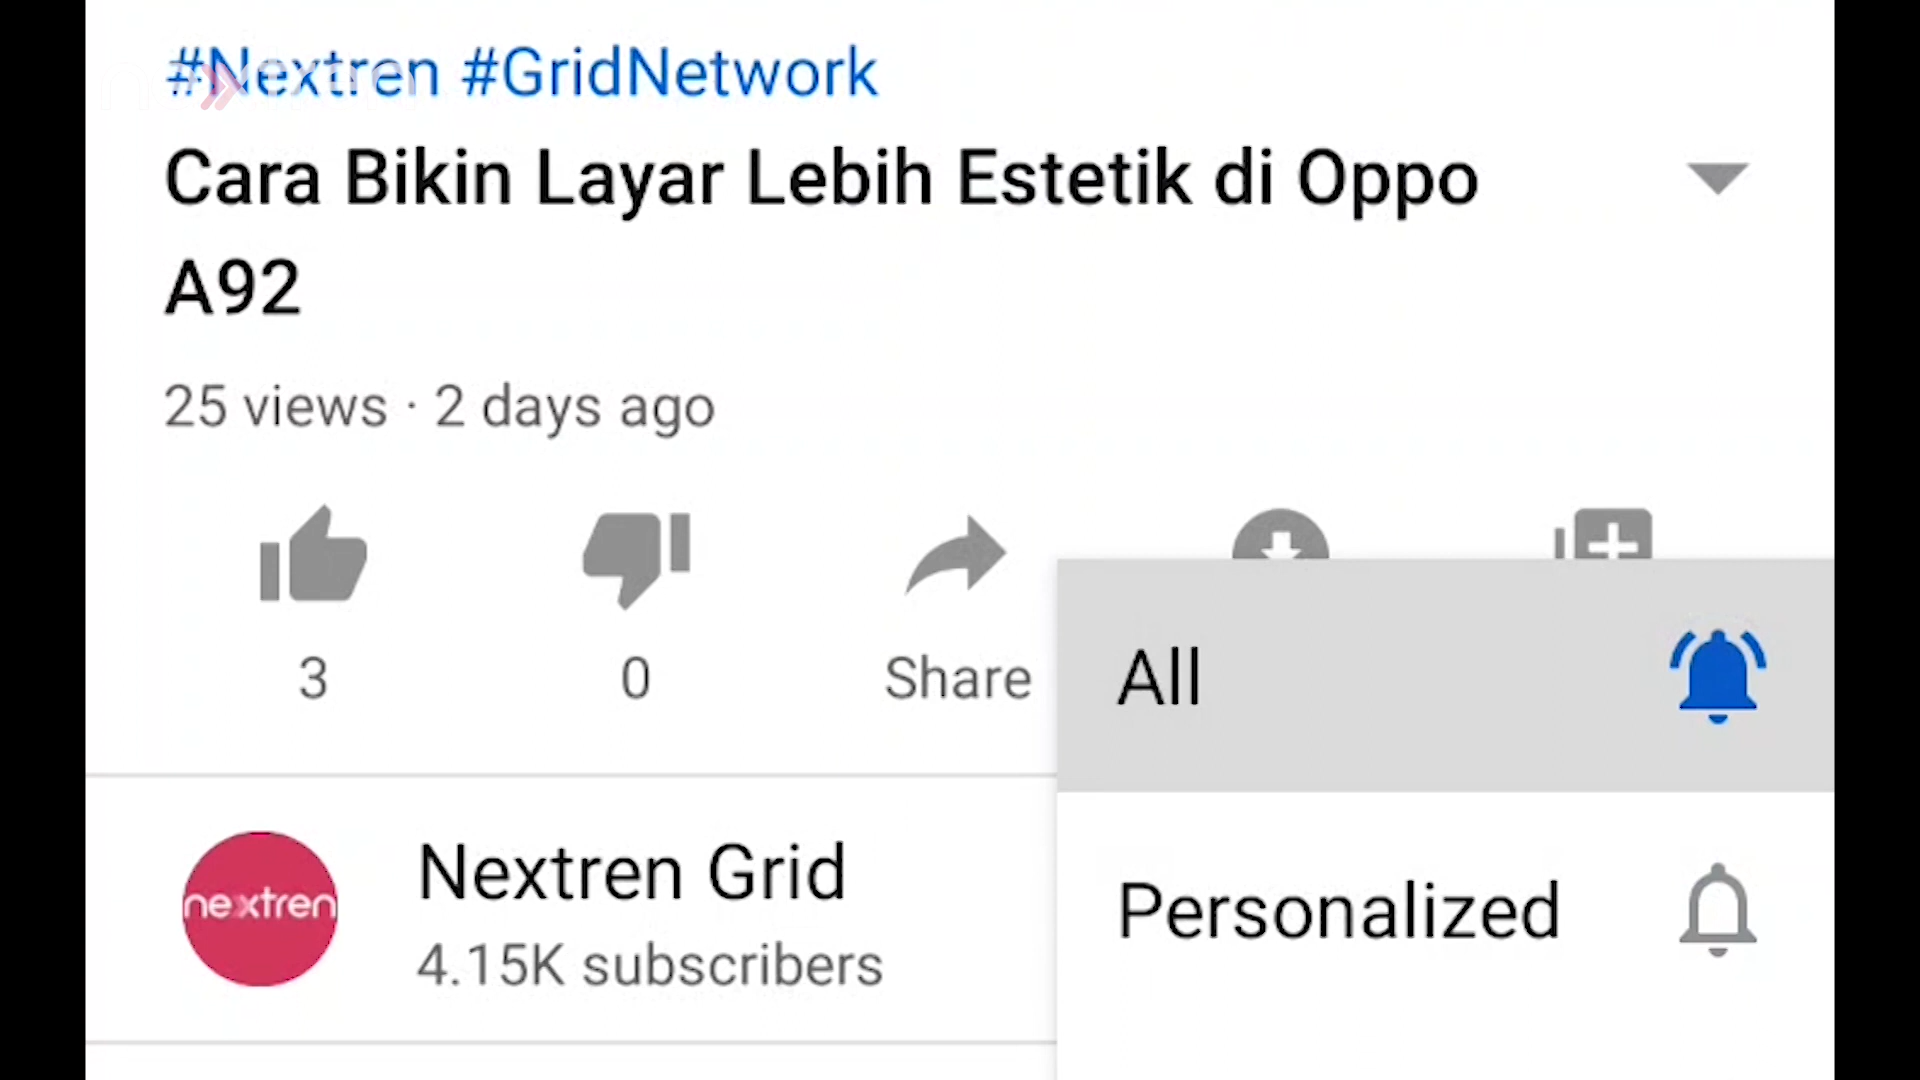 #Nextren #GridNetwork
Cara Bikin Layar Lebih Estetik di Oppo
A92
25 views · 2 days ago
3
0
Share
All
nextren
Nextren Grid
4.15K subscribers
Personalized